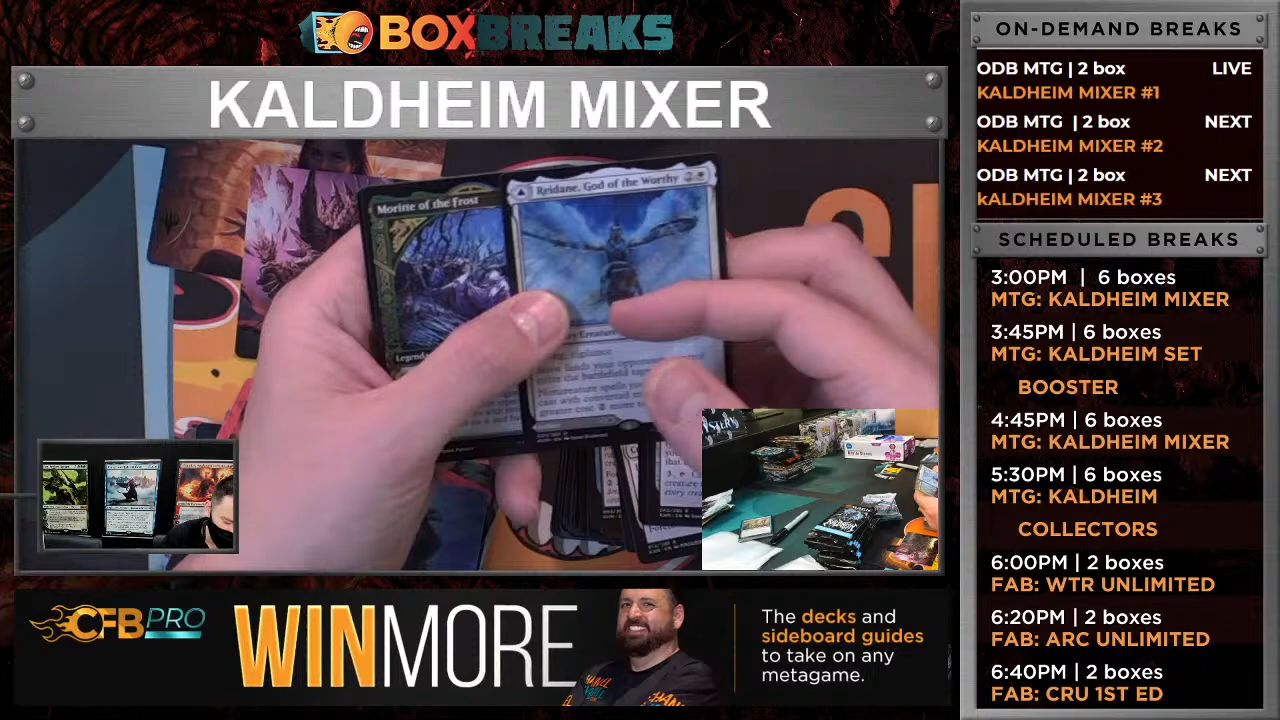 BOXBREAKS
KALDHEIM MIXER
Moritte of the Frost
Reidane, God of the Worthy
Legend
vigilance
ON-DEMAND BREAKS
ODB MTG | 2 box LIVE
KALDHEIM MIXER #1
ODB MTG | 2 box NEXT
KALDHEIM MIXER #2
ODB MTG | 2 box NEXT
kALDHEIM MIXER #3
SCHEDULED BREAKS
3:00PM | 6 boxes
MTG: KALDHEIM MIXER
3:45PM | 6 boxes
MTG: KALDHEIM SET
BOOSTER
4:45PM | 6 boxes
MTG: KALDHEIM MIXER
5:30PM | 6 boxes
MTG: KALDHEIM
COLLECTORS
6:00PM | 2 boxes
FAB: WTR UNLIMITED
6:20PM | 2 boxes
FAB: ARC UNLIMITED
6:40PM | 2 boxes
FAB: CRU 1ST ED
CFBPRO
WINMORE
The decks and
sideboard guides
to take on any
metagame.